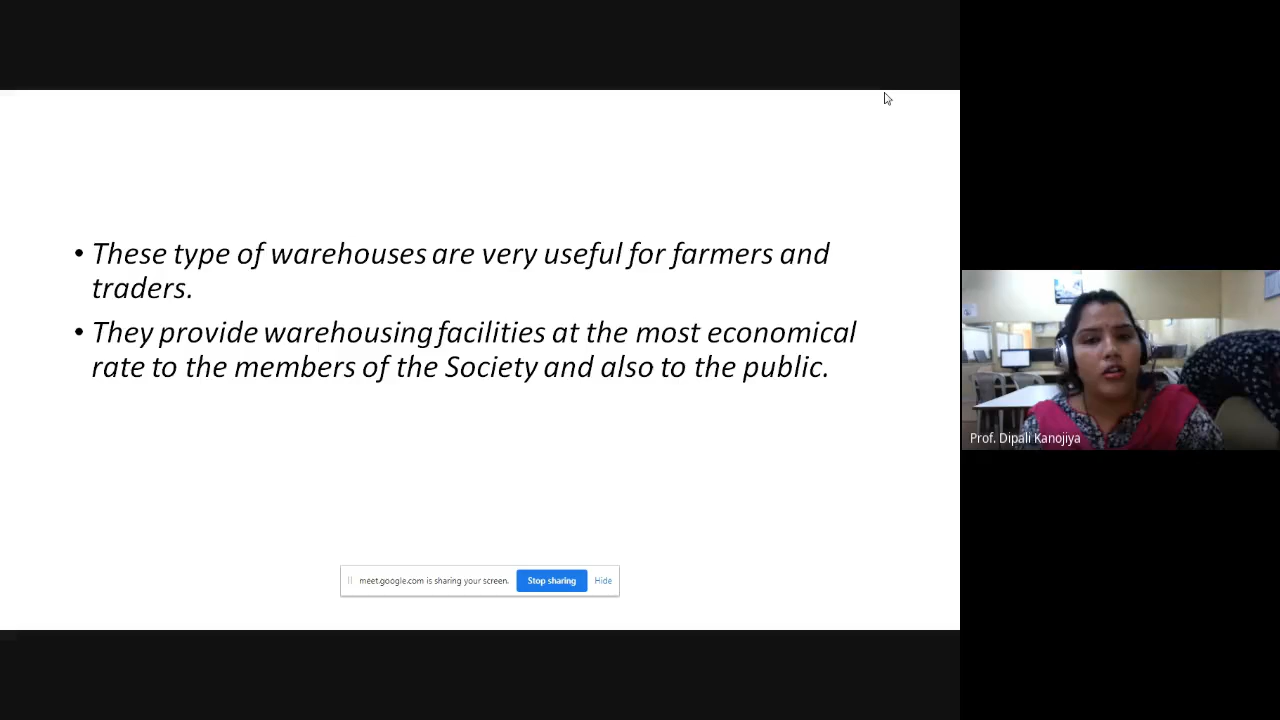 • These type of warehouses are very useful for farmers and
traders.
• They provide warehousing facilities at the most economical
rate to the members of the Society and also to the public.
meet.google.com is sharing your screen.
Stop sharing
Hide
Prof. Dipali Kanojiya